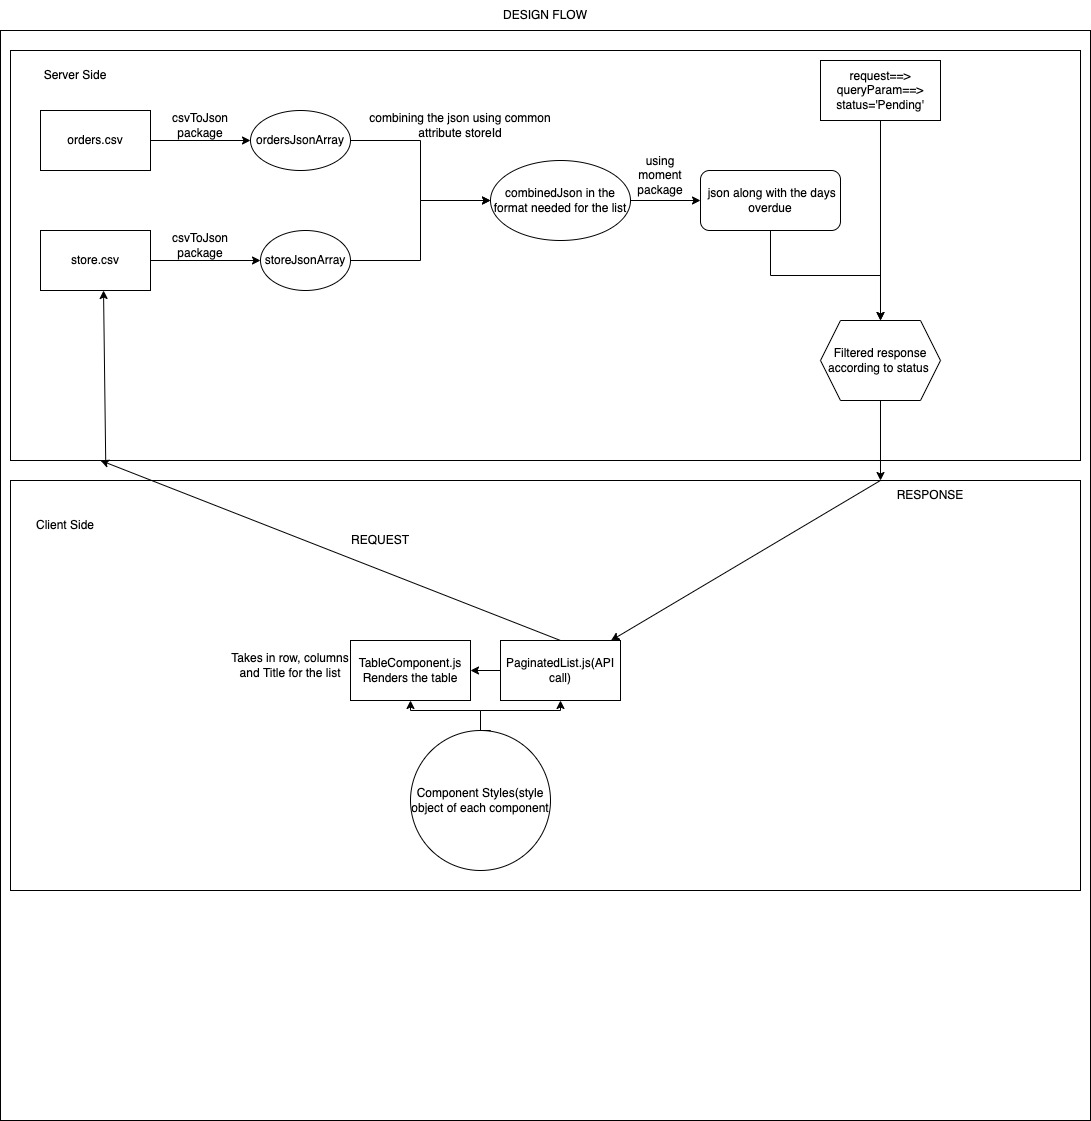 DESIGN FLOW
Server Side
request==>
queryParam==>
status='Pending'
orders.csv
csvToJson
package
ordersJsonArray
combining the json using common
attribute storeId
combinedJson in the
format needed for the list
using
moment
package
json along with the days
overdue
store.csv
csvToJson
package
storeJsonArray
Filtered response
according to status
Client Side
RESPONSE
REQUEST
Takes in row, columns
and Title for the list
TableComponent.js
Renders the table
PaginatedList.js(API
call)
Component Styles(style
object of each component